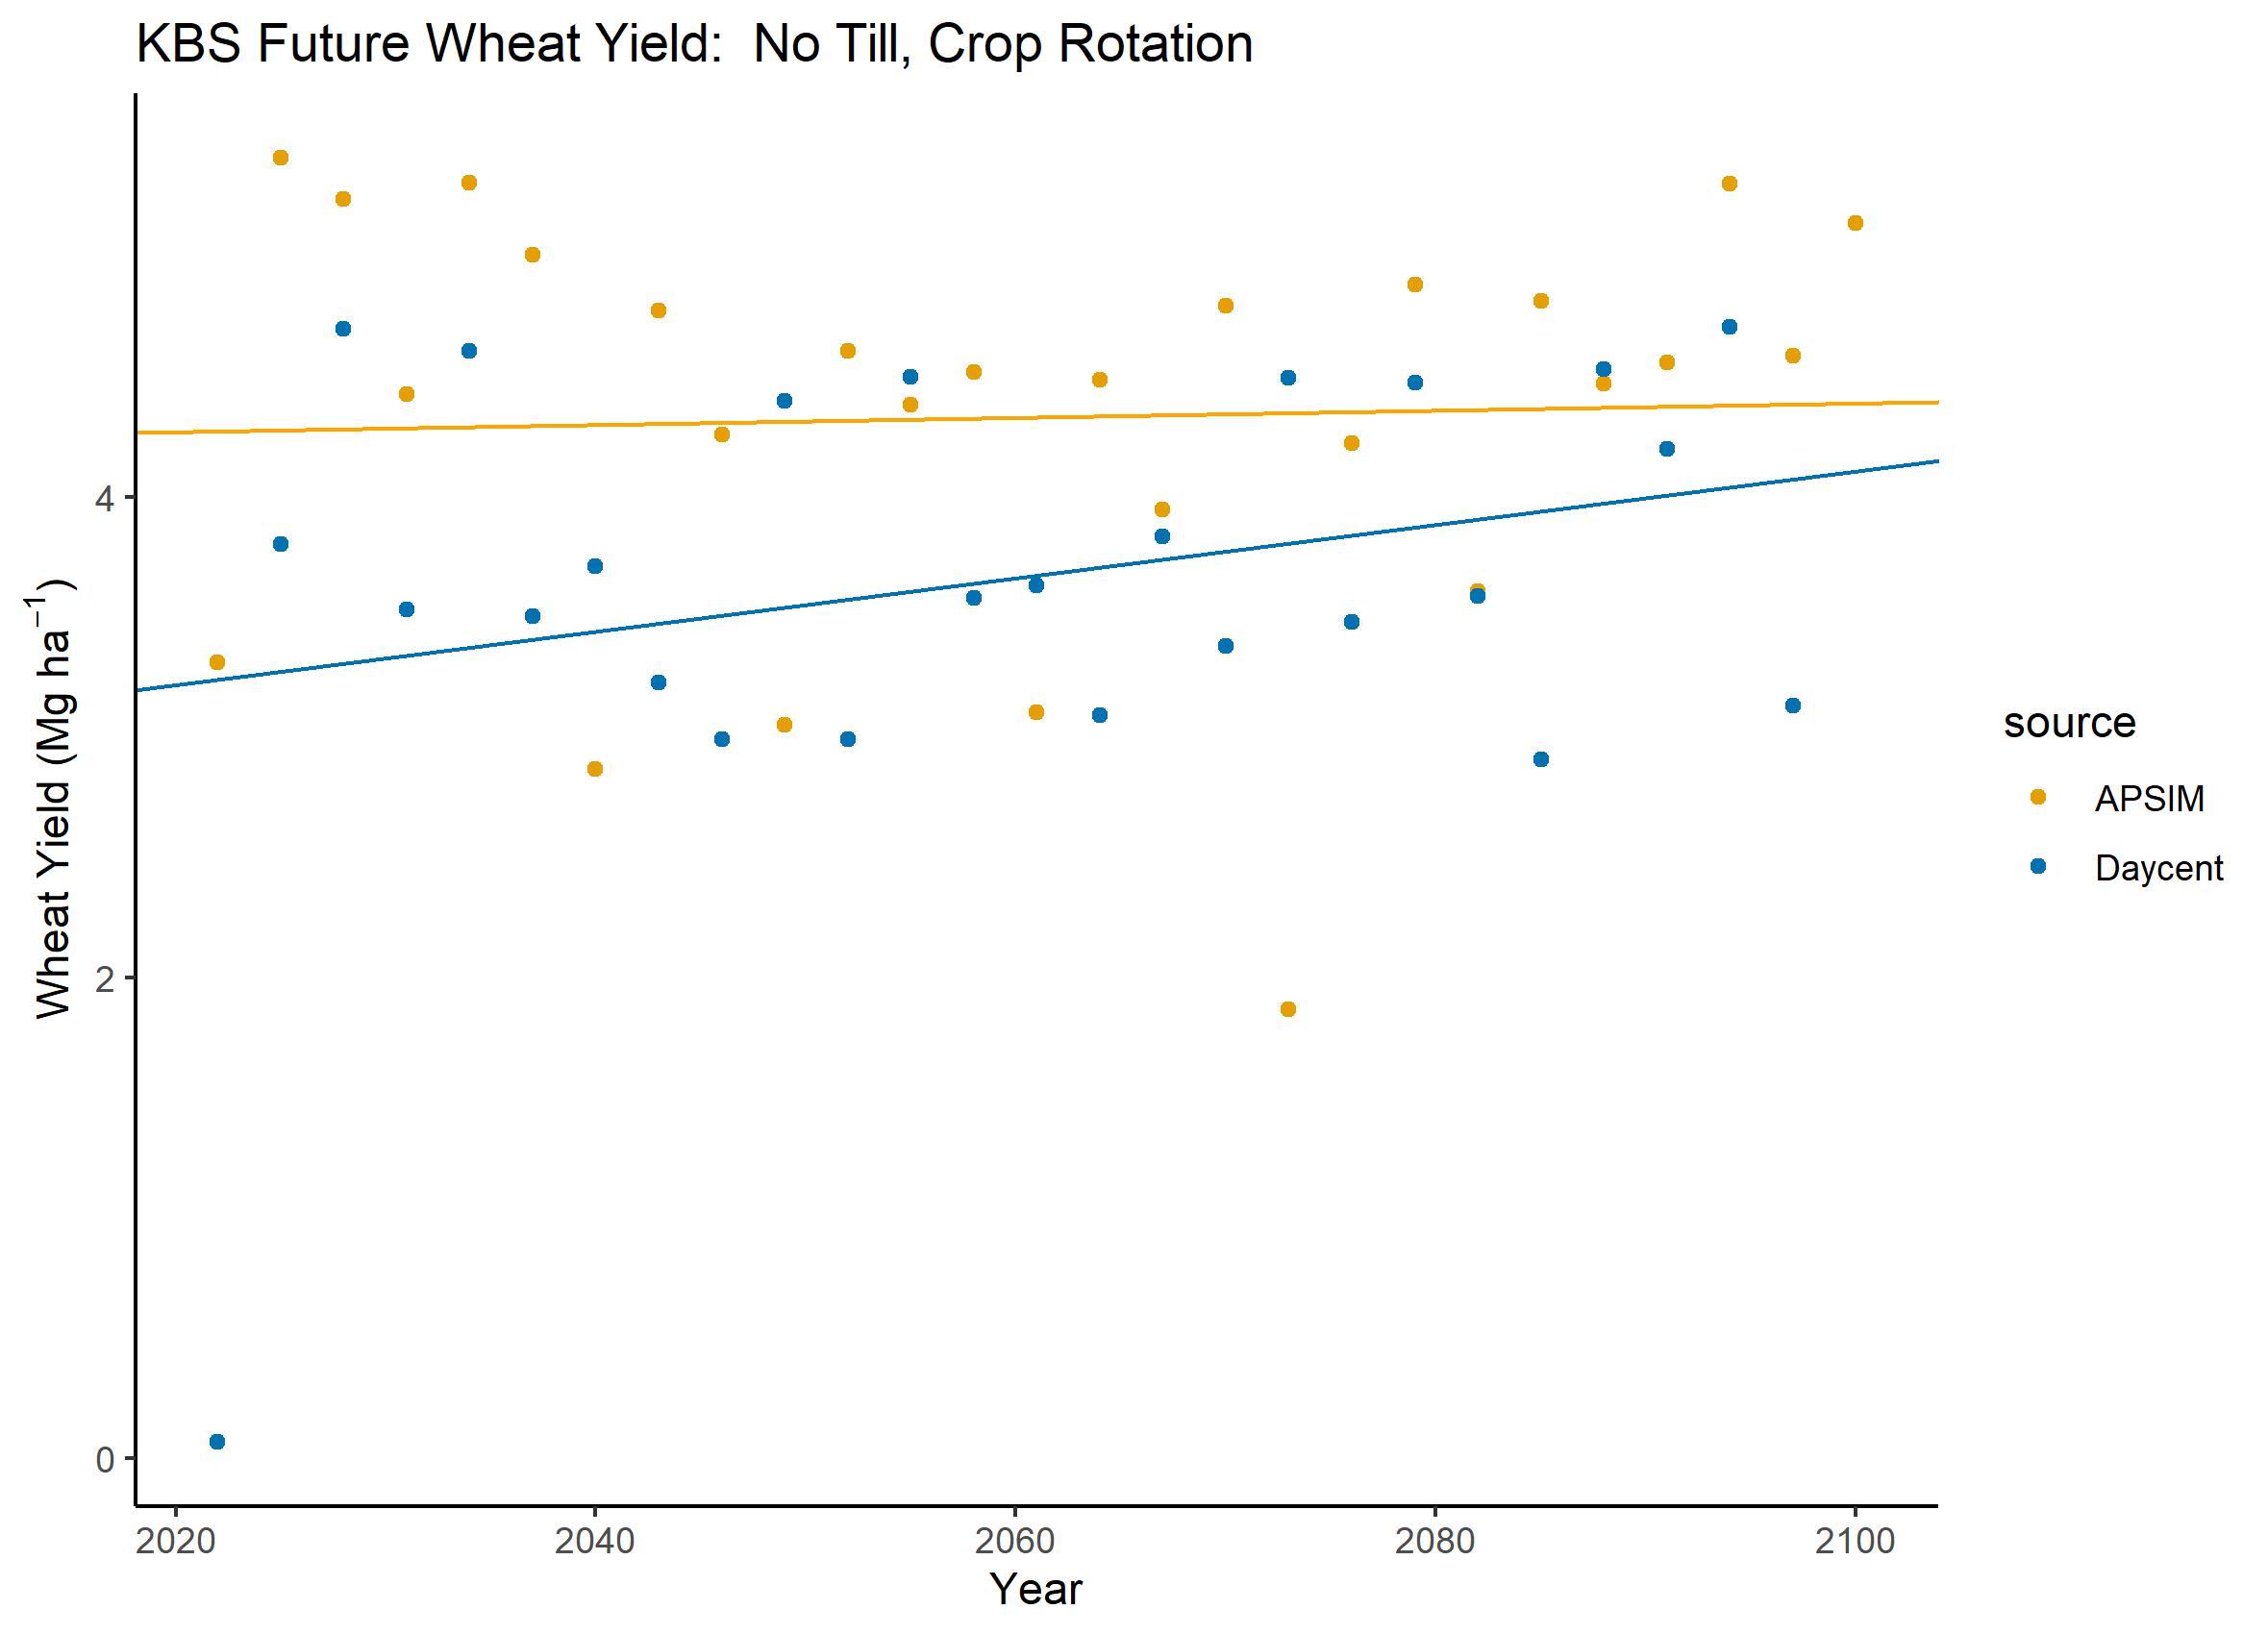 KBS Future Wheat Yield:  No Till, Crop Rotation
Wheat Yield (Mg ha⁻¹)
4
2
0
2020 2040 2060 2080 2100
Year
source
APSIM
Daycent